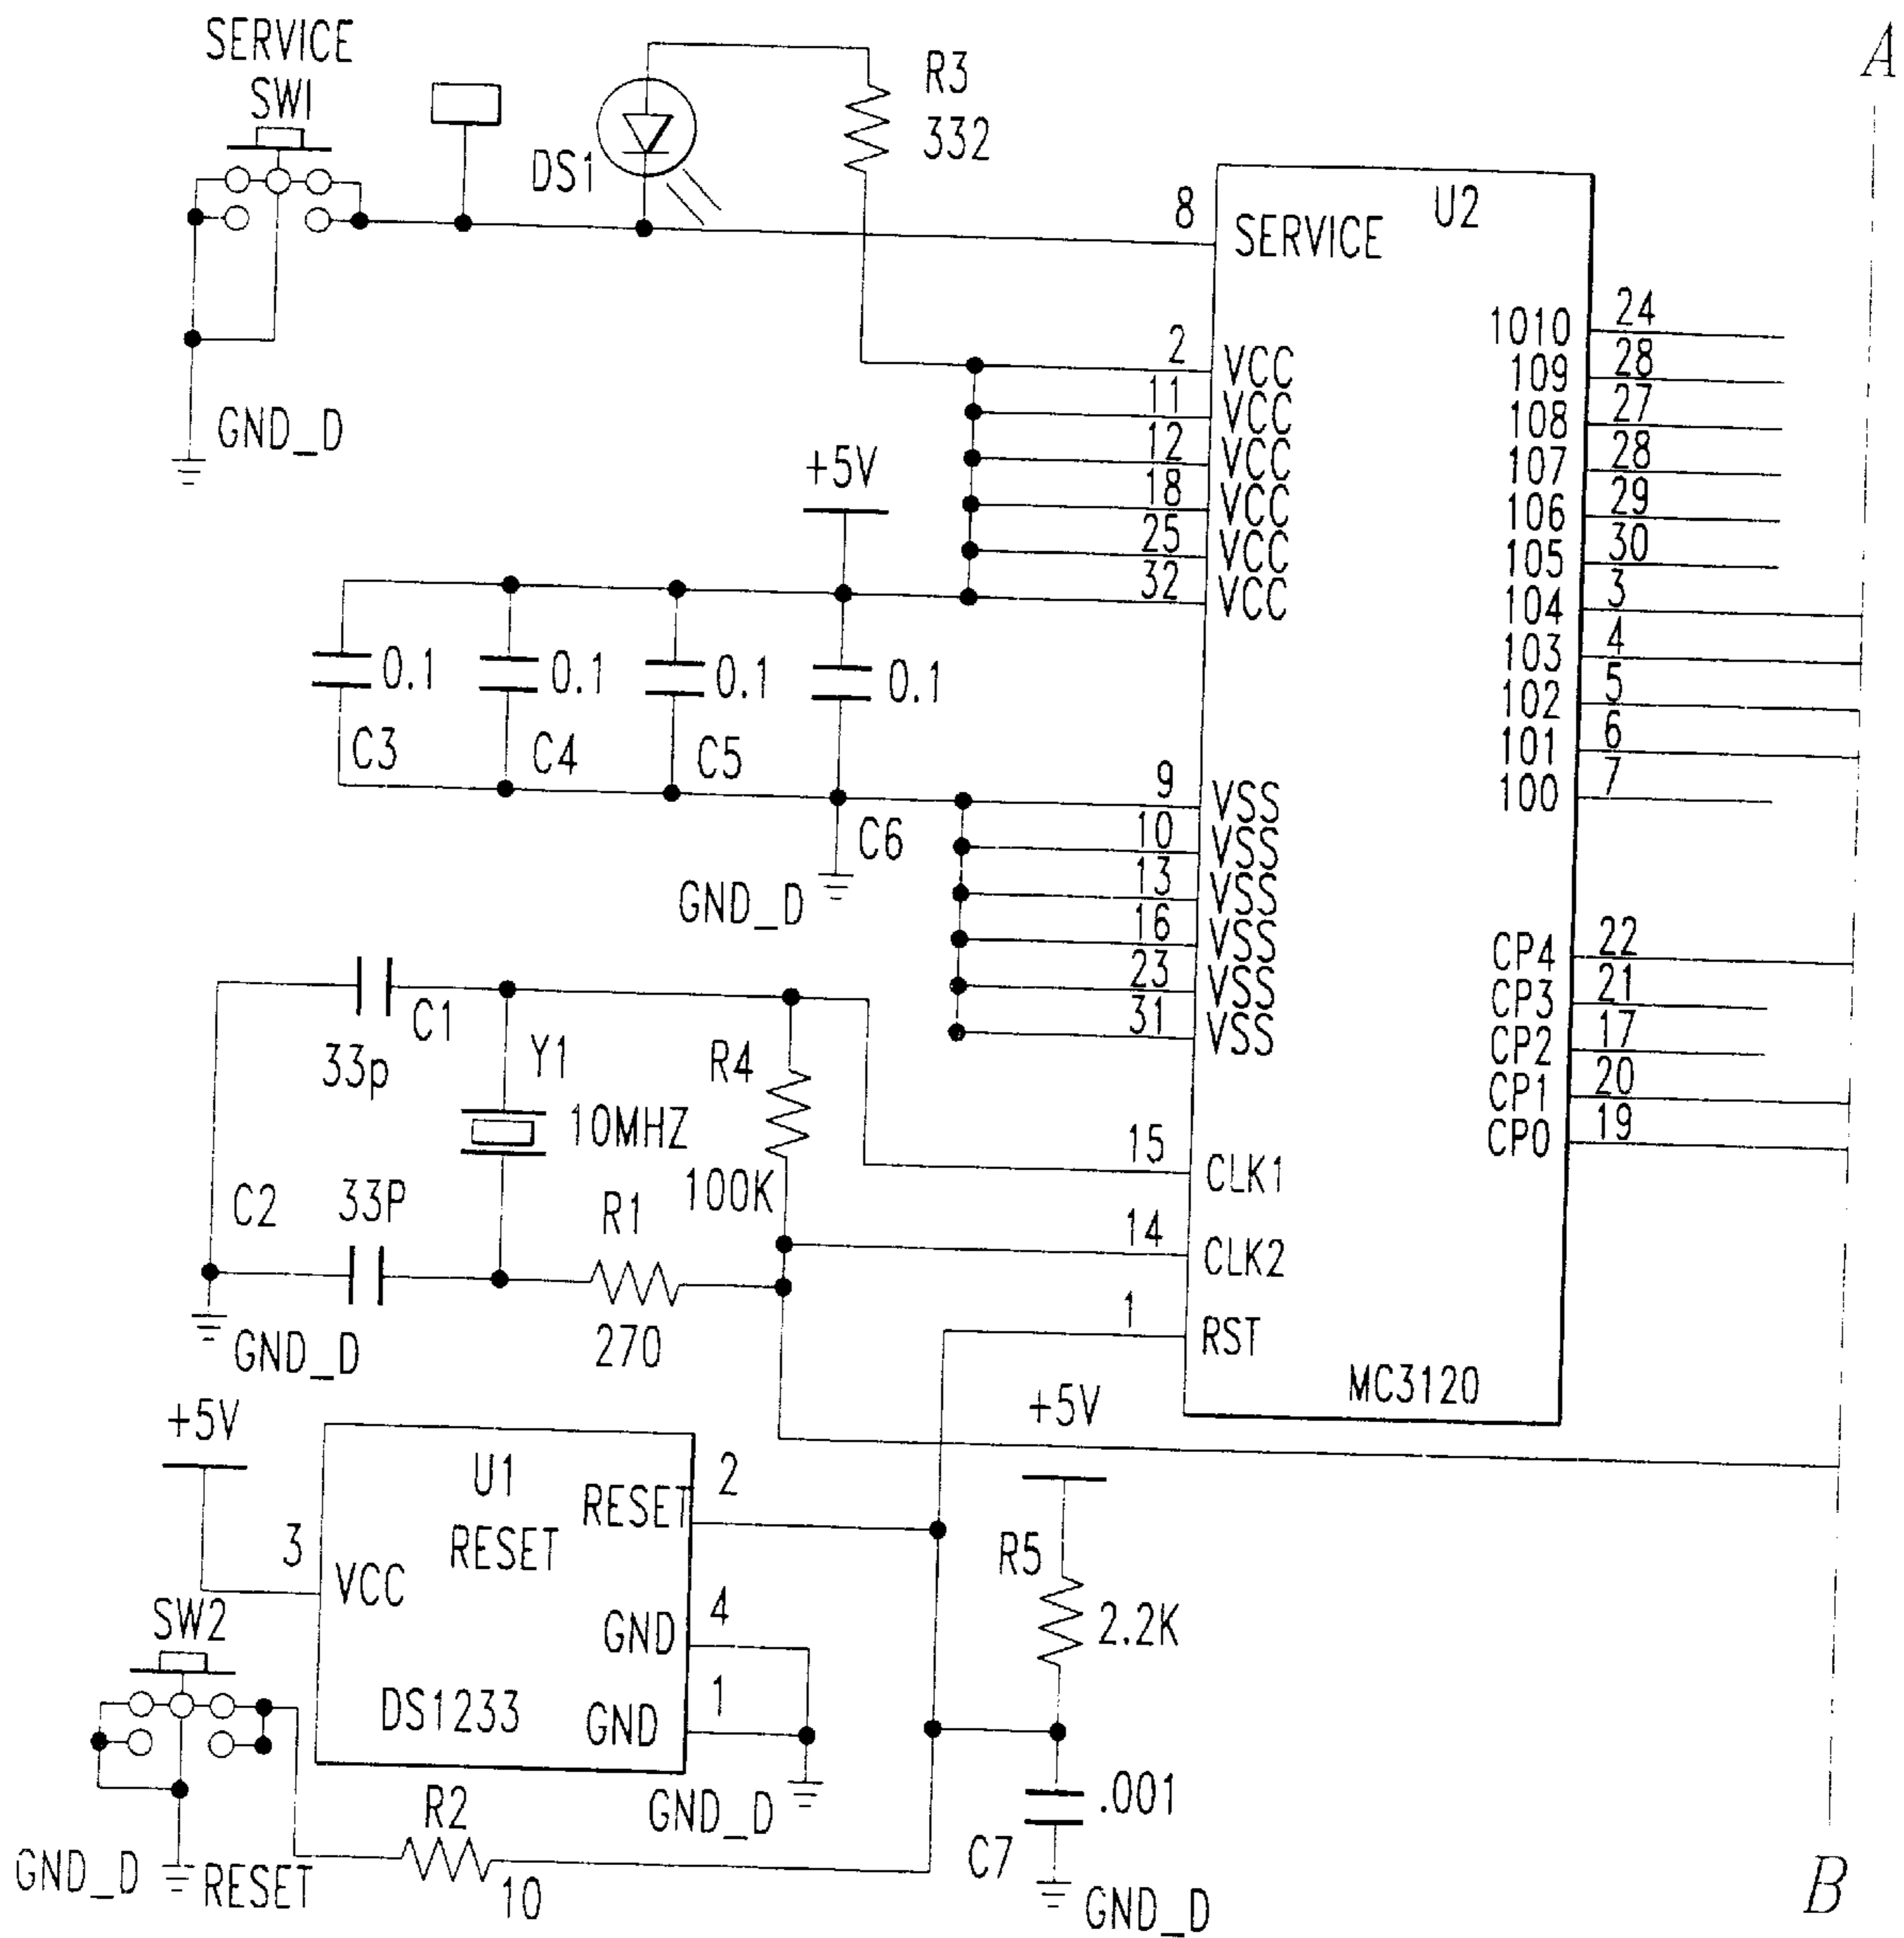 SERVICE
SW1
DS1
R3
332
A
8
SERVICE
U2
GND_D
2
VCC
11
VCC
12
VCC
18
VCC
25
VCC
32
VCC
+5V
1010
24
109
28
108
27
107
28
106
29
105
30
104
3
103
4
102
5
101
6
100
7
0.1
0.1
0.1
0.1
C3
C4
C5
C6
GND_D
9
VSS
10
VSS
13
VSS
16
VSS
23
VSS
31
VSS
CP4
22
CP3
21
CP2
17
CP1
20
CP0
19
C1
33p
Y1
10MHZ
R4
100K
C2
33P
R1
270
GND_D
15
CLK1
14
CLK2
1
RST
MC3120
+5V
U1
RESET
RESET
2
3
VCC
4
GND
1
GND
DS1233
GND_D
SW2
GND_D
RESET
R2
10
+5V
R5
2.2K
.001
C7
GND_D
B